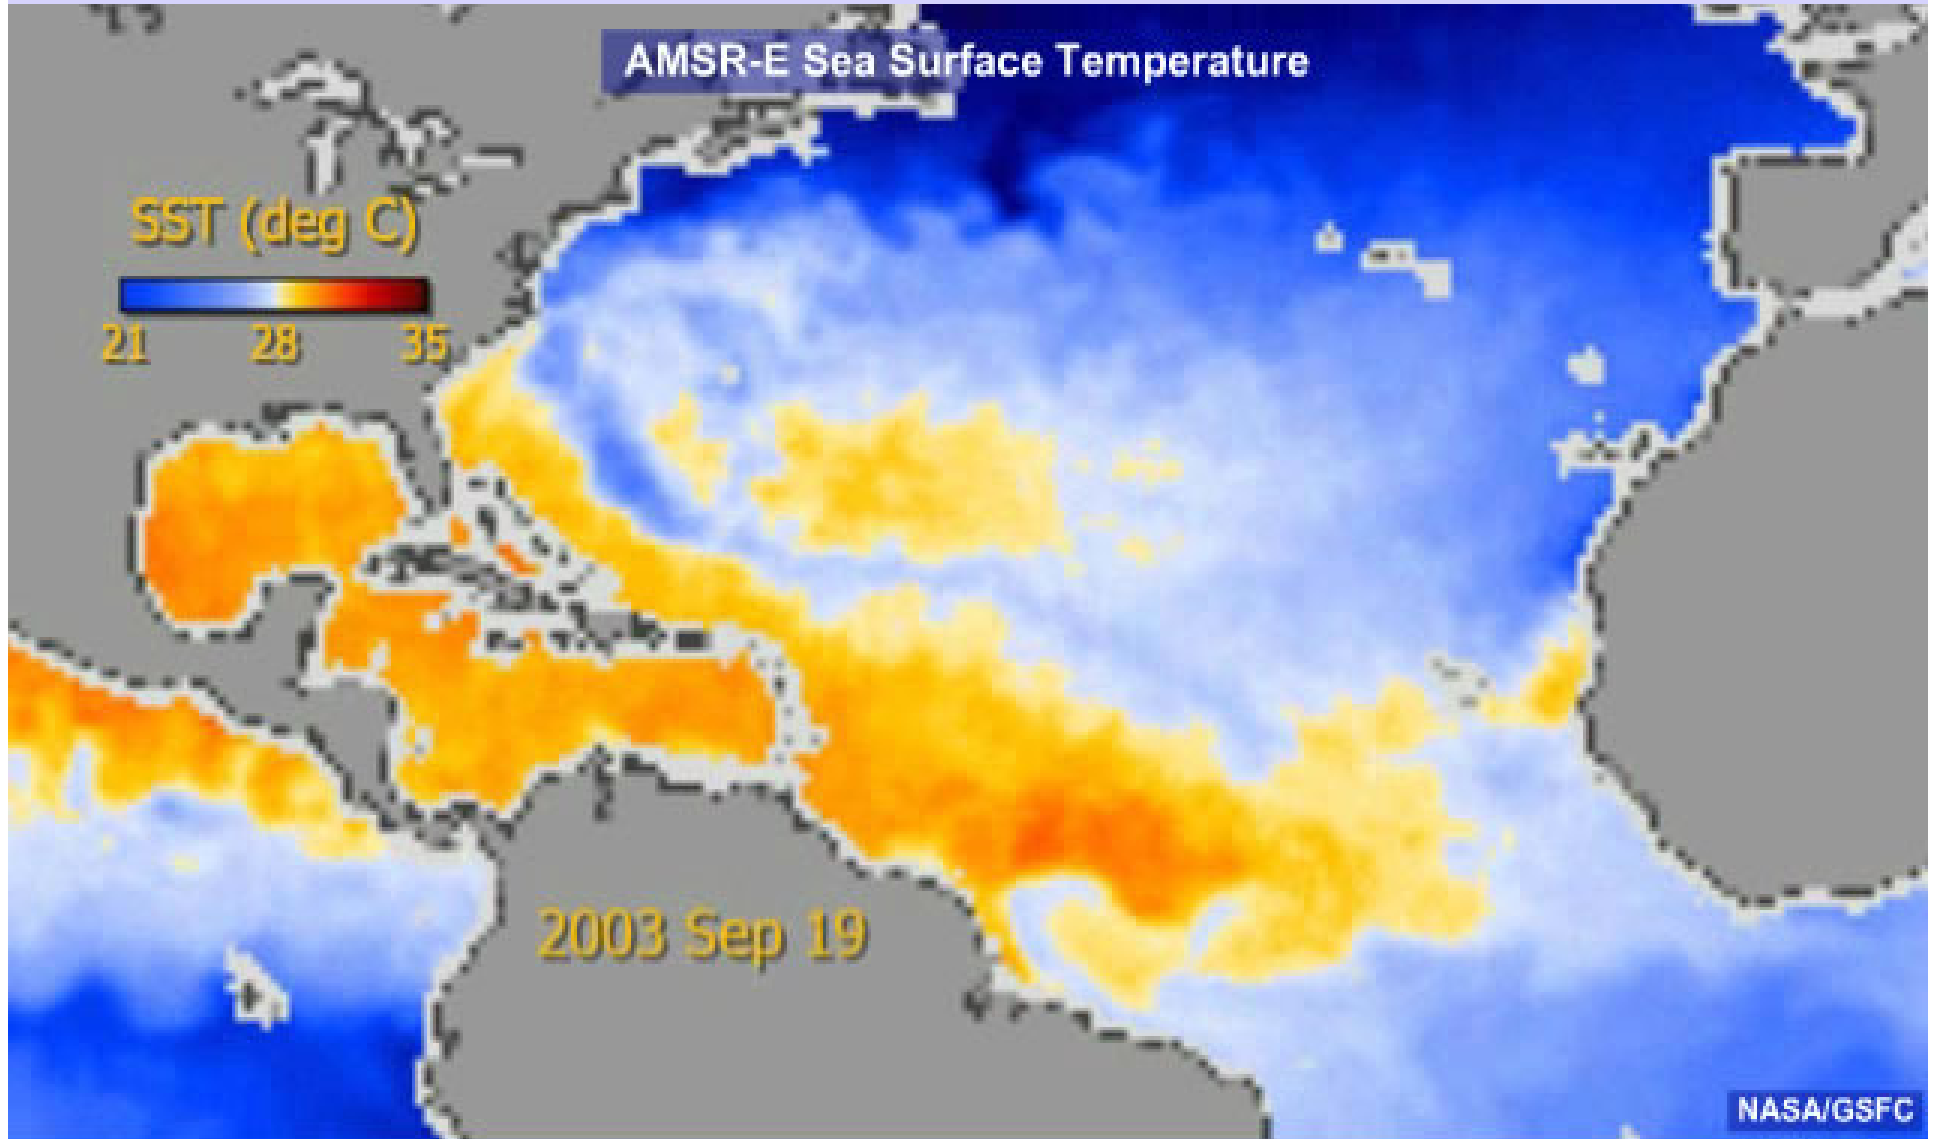 AMSR-E Sea Surface Temperature
SST (deg C)
21 28 35
2003 Sep 19
NASA/GSFC